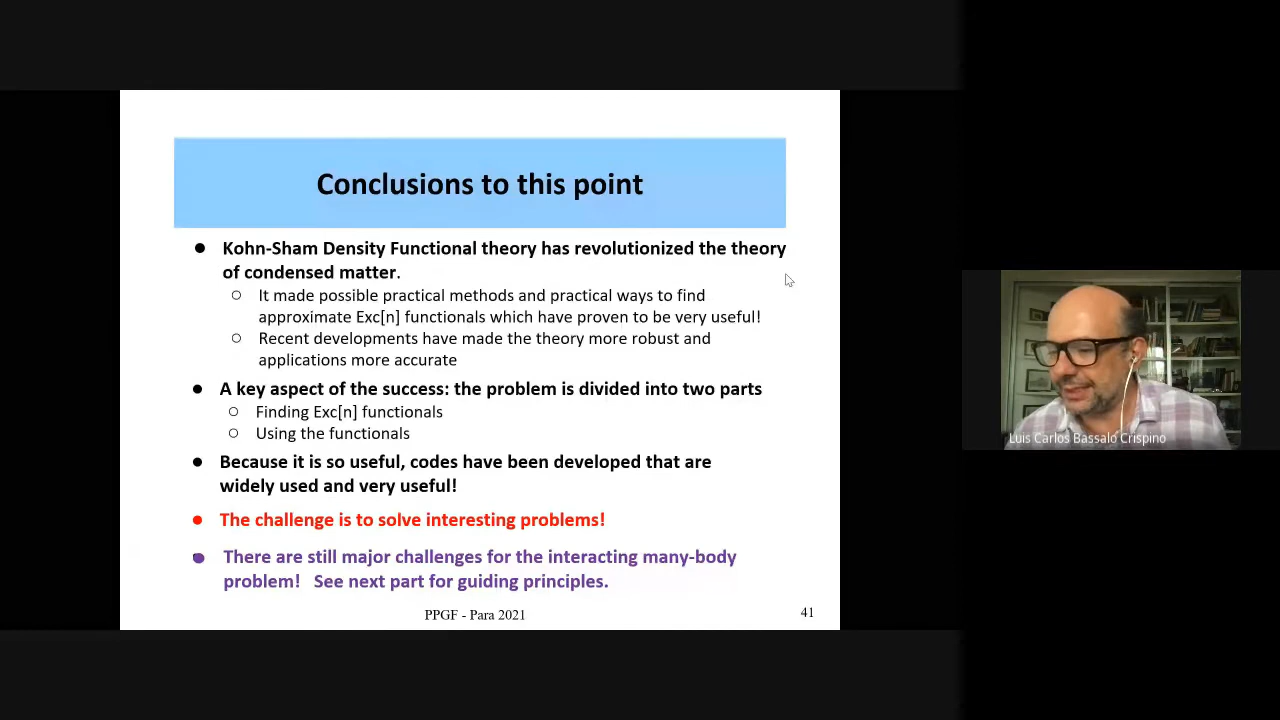 Conclusions to this point
● Kohn-Sham Density Functional theory has revolutionized the theory
of condensed matter.
○ It made possible practical methods and practical ways to find
approximate Exc[n] functionals which have proven to be very useful!
○ Recent developments have made the theory more robust and
applications more accurate
● A key aspect of the success: the problem is divided into two parts
○ Finding Exc[n] functionals
○ Using the functionals
● Because it is so useful, codes have been developed that are
widely used and very useful!
● The challenge is to solve interesting problems!
● There are still major challenges for the interacting many-body
problem! See next part for guiding principles.
PPGF - Para 2021
41
Luis Carlos Bassalo Crispino